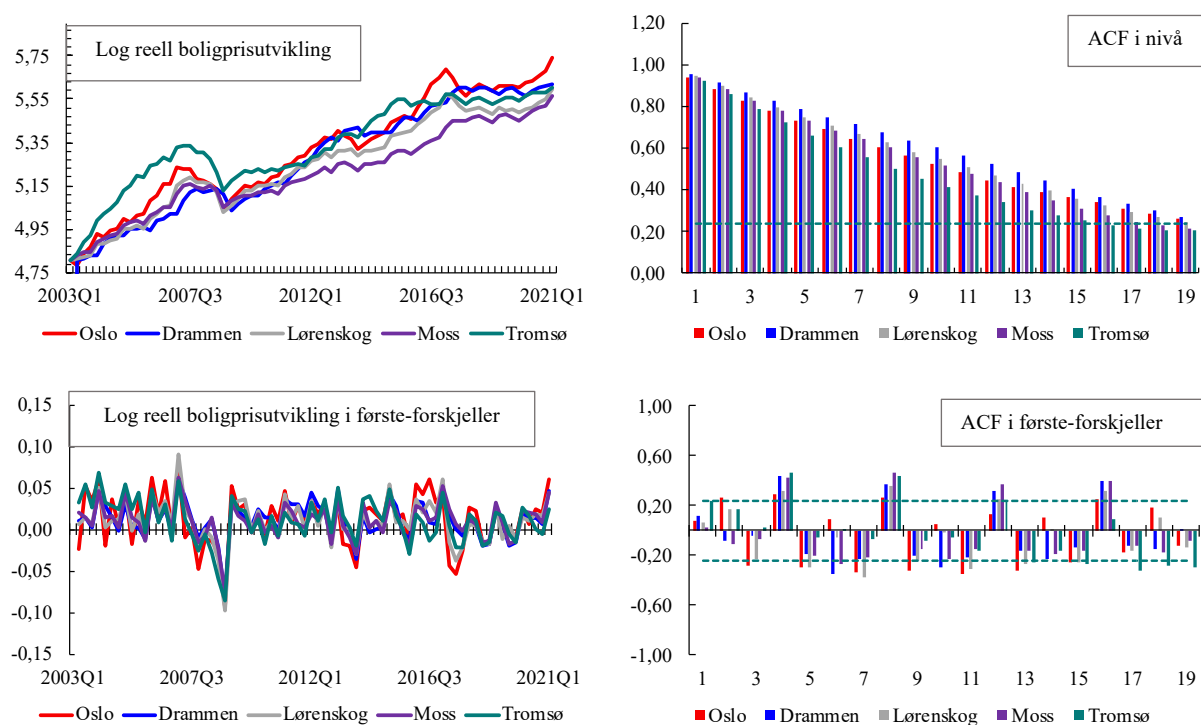 Log reell boligprisutvikling
5,75
5,55
5,35
5,15
4,95
4,75
2003Q1 2007Q3 2012Q1 2016Q3 2021Q1
Oslo Drammen Lørenskog Moss Tromsø
ACF i nivå
1,20
1,00
0,80
0,60
0,40
0,20
0,00
1 3 5 7 9 11 13 15 17 19
Oslo Drammen Lørenskog Moss Tromsø
Log reell boligprisutvikling i første-forskjeller
0,15
0,10
0,05
0,00
-0,05
-0,10
-0,15
2003Q1 2007Q3 2012Q1 2016Q3 2021Q1
Oslo Drammen Lørenskog Moss Tromsø
ACF i første-forskjeller
1,00
0,60
0,20
-0,20
-0,60
-1,00
1 3 5 7 9 11 13 15 17 19
Oslo Drammen Lørenskog Moss Tromsø